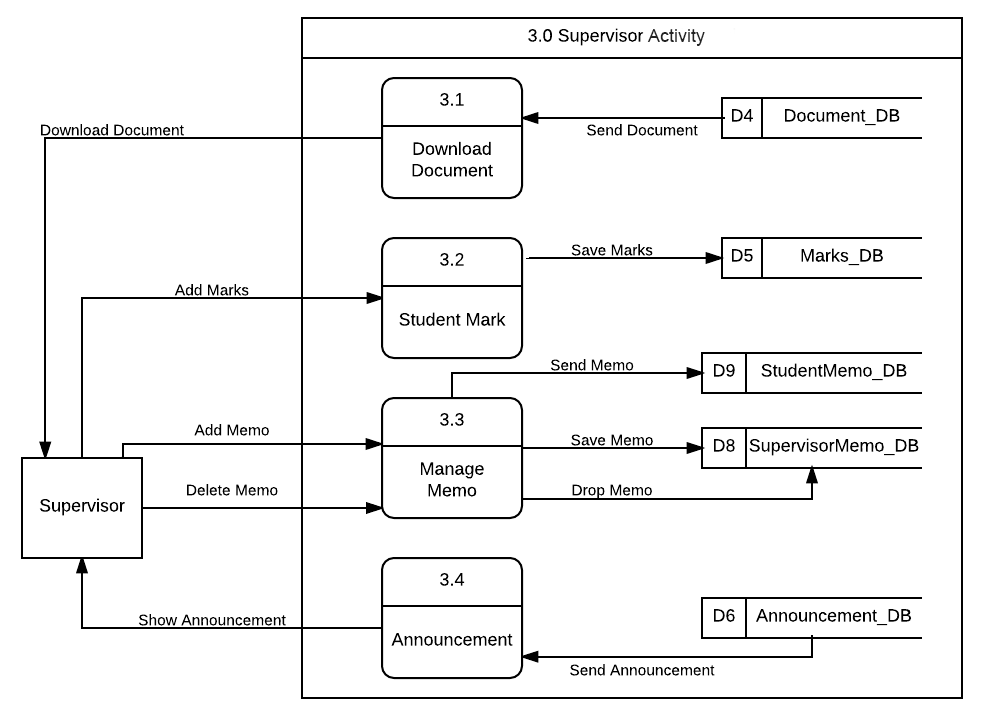 3.0 Supervisor Activity
3.1
Download
Document
Download Document
Send Document
D4
Document_DB
3.2
Student Mark
Add Marks
Save Marks
D5
Marks_DB
Send Memo
D9
StudentMemo_DB
3.3
Manage
Memo
Add Memo
Save Memo
D8
SupervisorMemo_DB
Delete Memo
Drop Memo
Supervisor
3.4
Announcement
Show Announcement
D6
Announcement_DB
Send Announcement